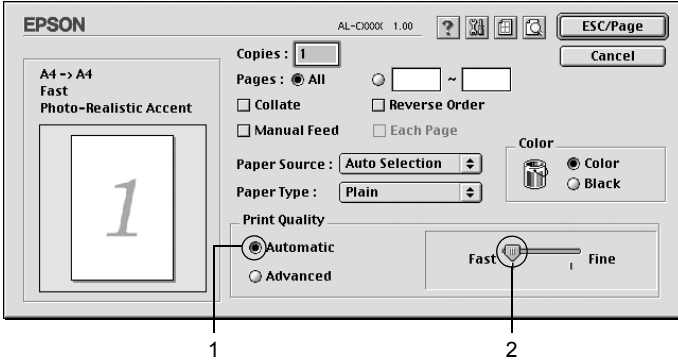 EPSON AL-CXXXX 1.00 ? ESC/Page
Copies : 1 Cancel
A4 -> A4
Fast
Photo-Realistic Accent
1
Pages : All ~
Collate Reverse Order
Manual Feed Each Page
Paper Source : Auto Selection
Paper Type : Plain
Color
Color
Black
Print Quality
Automatic
Advanced
Fast Fine
1 2